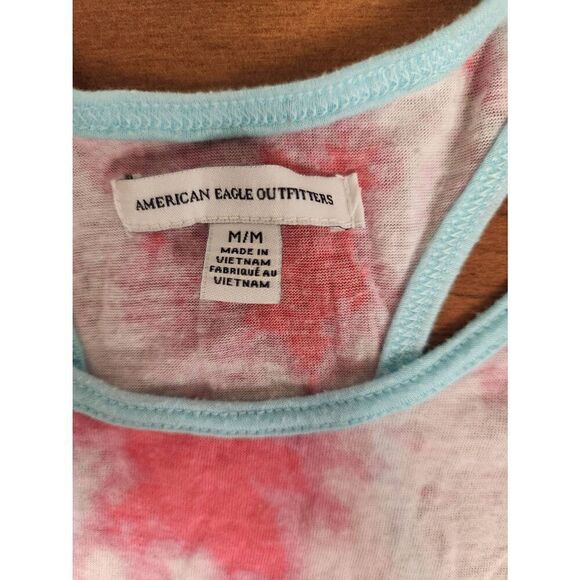 AMERICAN EAGLE OUTFITTERS
M/M
MADE IN
VIETNAM
FABRIQUÉ AU
VIETNAM